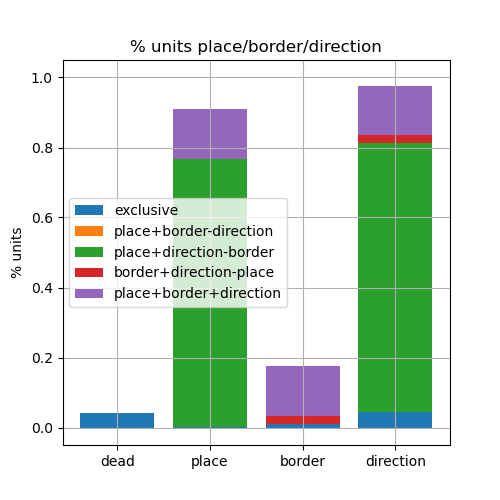 % units place/border/direction
1.0
0.8
0.6
0.4
0.2
0.0
% units
exclusive
place+border-direction
place+direction-border
border+direction-place
place+border+direction
dead place border direction